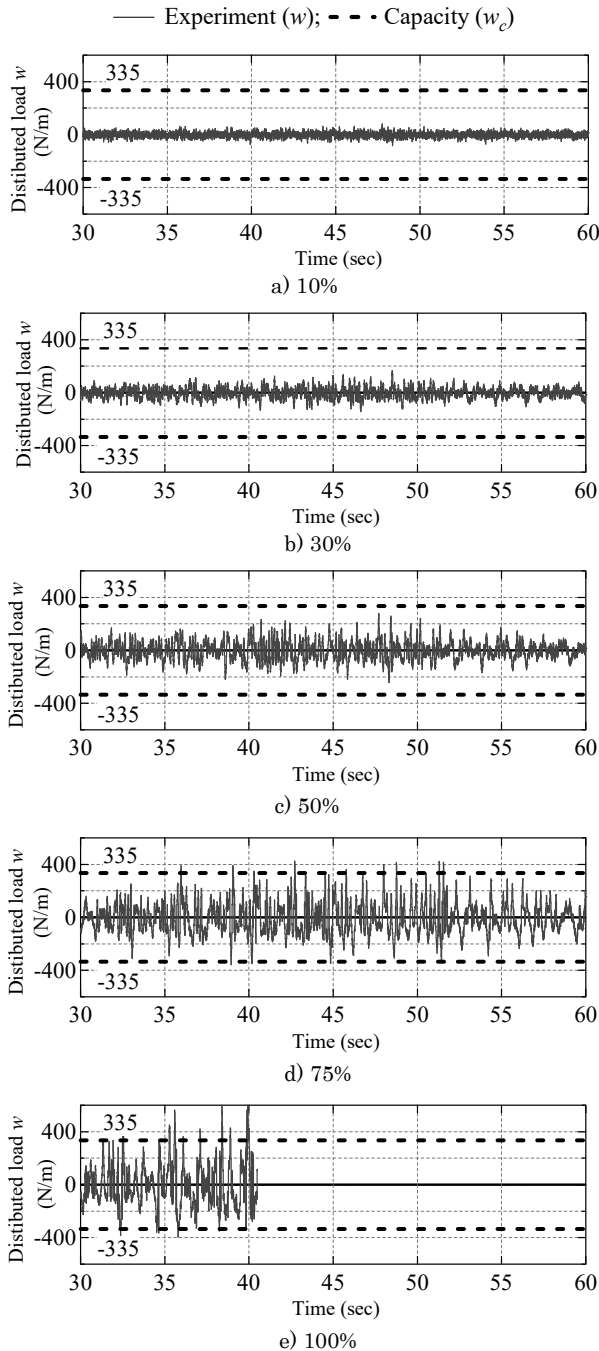 Experiment (w); Capacity (w_c)
Distibuted load w
(N/m)
400
0
-400
335
-335
30 35 40 45 50 55 60
Time (sec)
a) 10%
Distibuted load w
(N/m)
400
0
-400
335
-335
30 35 40 45 50 55 60
Time (sec)
b) 30%
Distibuted load w
(N/m)
400
0
-400
335
-335
30 35 40 45 50 55 60
Time (sec)
c) 50%
Distibuted load w
(N/m)
400
0
-400
335
-335
30 35 40 45 50 55 60
Time (sec)
d) 75%
Distibuted load w
(N/m)
400
0
-400
335
-335
30 35 40 45 50 55 60
Time (sec)
e) 100%